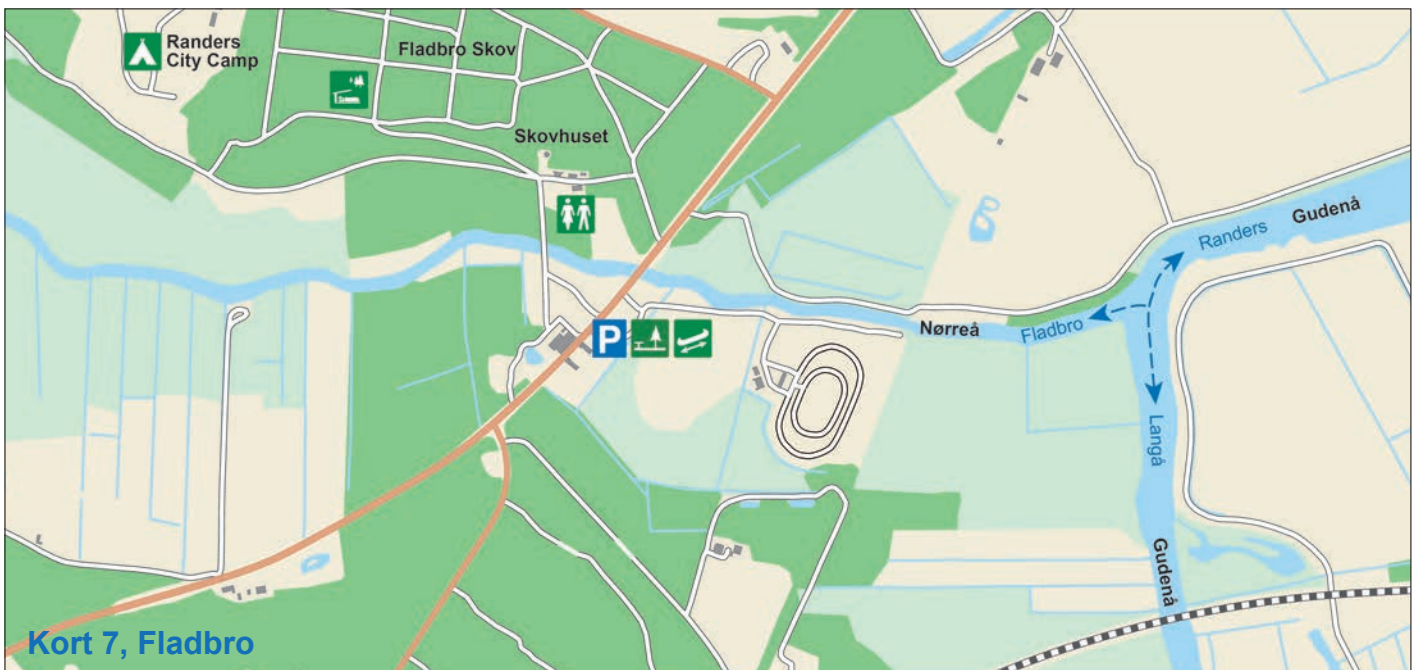 Randers
City Camp
Fladbro Skov
Skovhuset
Gudenå
Randers
Nørreå
Fladbro
P
Langå
Gudenå
Kort 7, Fladbro